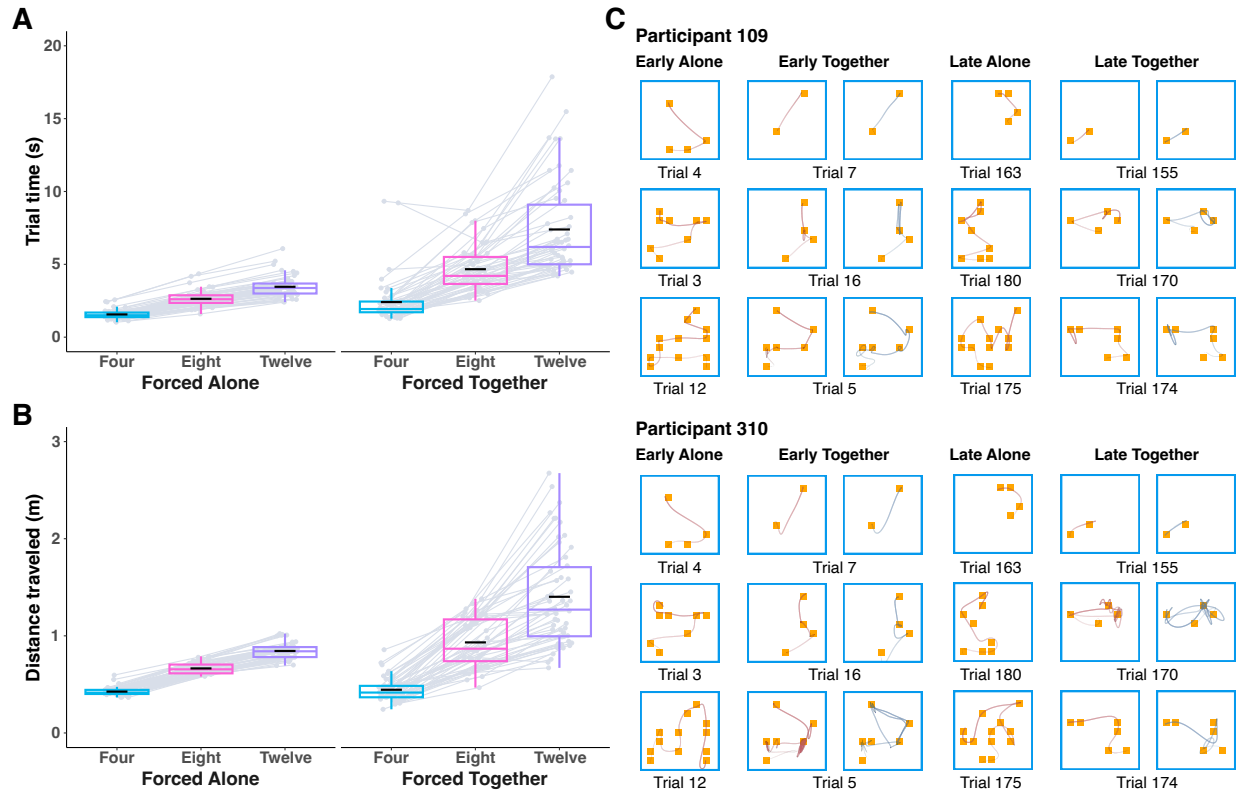 A
Trial time (s)
20
15
10
5
0
Four Eight Twelve Four Eight Twelve
Forced Alone Forced Together
B
Distance traveled (m)
3
2
1
0
Four Eight Twelve Four Eight Twelve
Forced Alone Forced Together
C
Participant 109
Early Alone Early Together Late Alone Late Together
Trial 4 Trial 7 Trial 163 Trial 155
Trial 3 Trial 16 Trial 180 Trial 170
Trial 12 Trial 5 Trial 175 Trial 174
Participant 310
Early Alone Early Together Late Alone Late Together
Trial 4 Trial 7 Trial 163 Trial 155
Trial 3 Trial 16 Trial 180 Trial 170
Trial 12 Trial 5 Trial 175 Trial 174